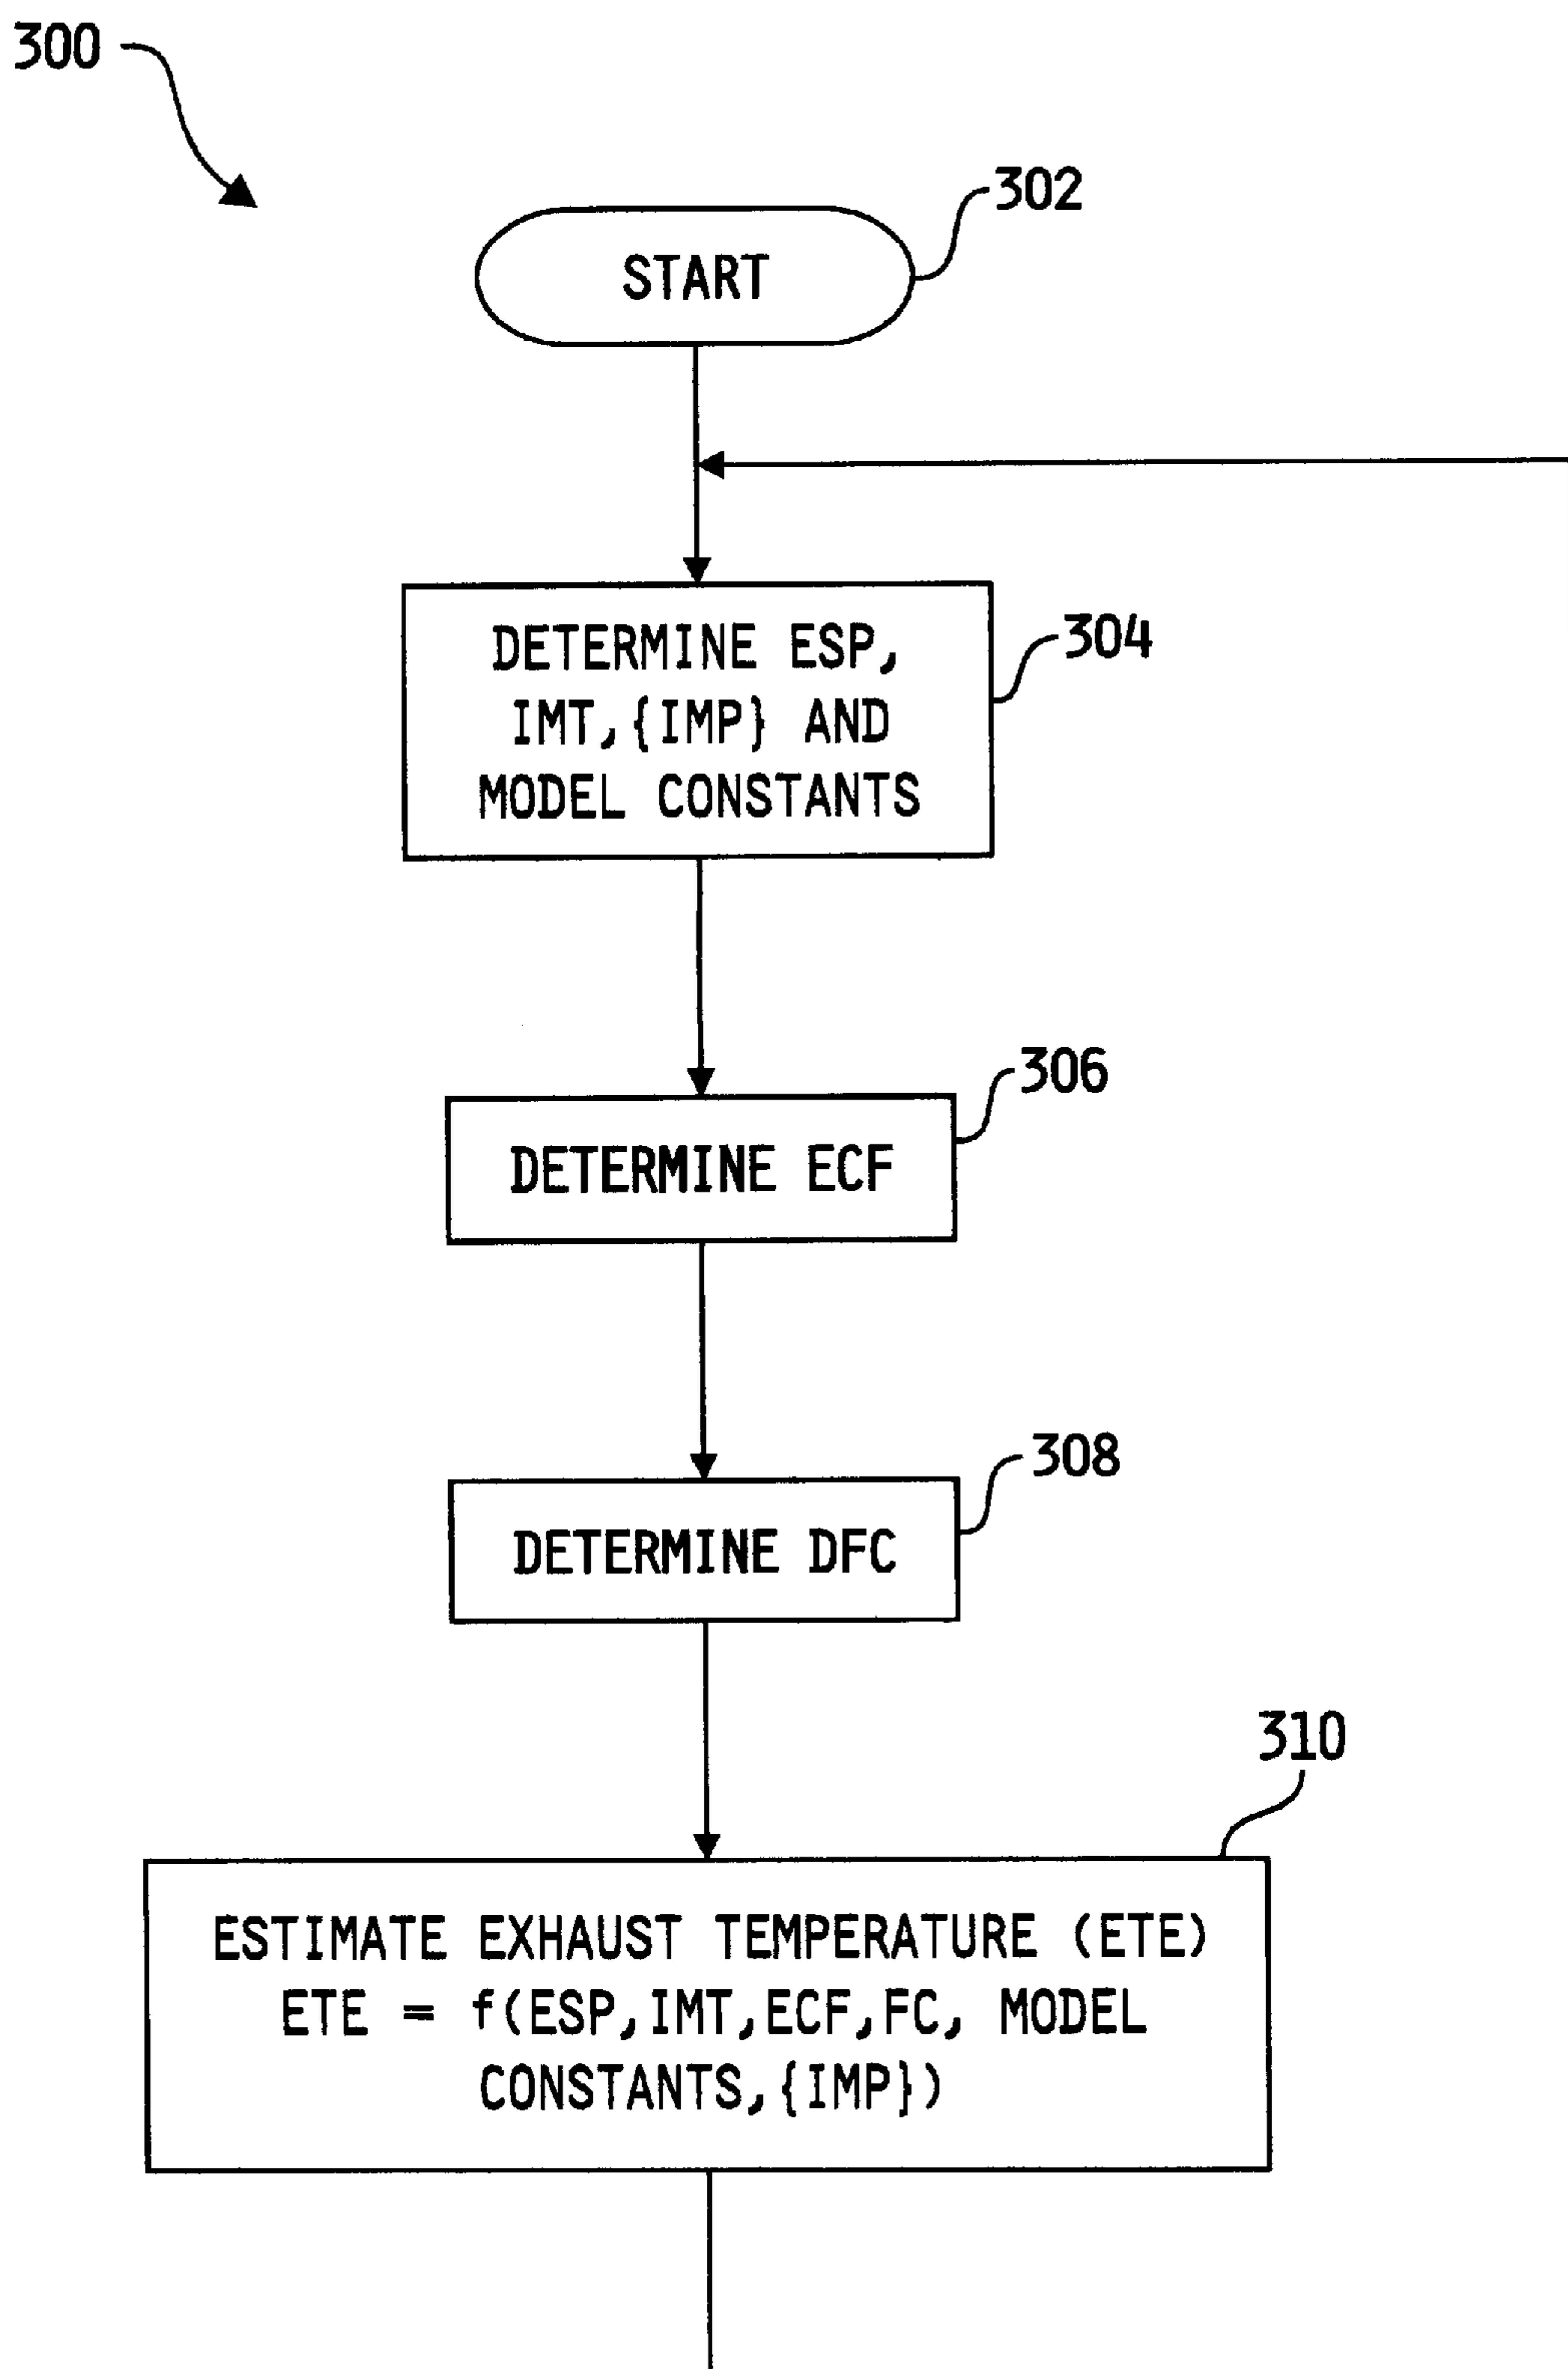 300
302
START
DETERMINE ESP,
IMT,{IMP} AND
MODEL CONSTANTS
304
306
DETERMINE ECF
308
DETERMINE DFC
310
ESTIMATE EXHAUST TEMPERATURE (ETE)
ETE = f(ESP,IMT,ECF,FC, MODEL
CONSTANTS,{IMP})